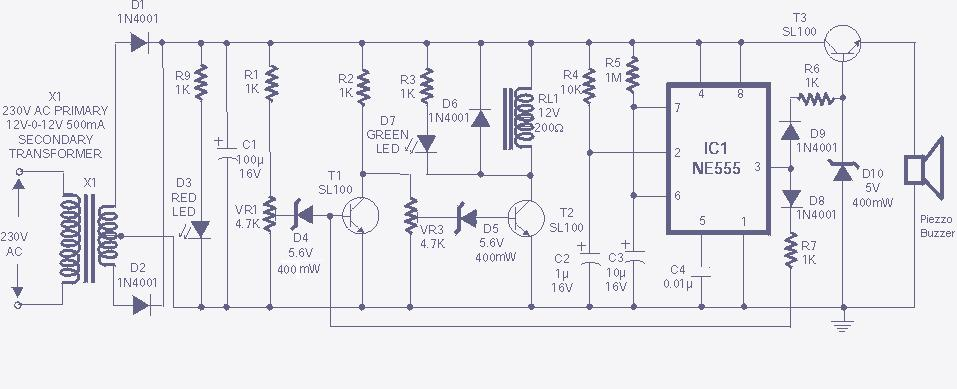 D1
1N4001
T3
SL100
X1
230V AC PRIMARY
12V-0-12V 500mA
SECONDARY
TRANSFORMER
R9
1K
R1
1K
R2
1K
R3
1K
D6
1N4001
RL1
12V
200Ω
R4
10K
R5
1M
R6
1K
4
8
7
2
6
3
5
1
IC1
NE555
D7
GREEN
LED
C1
100µ
16V
D9
1N4001
D10
5V
400mW
D8
1N4001
X1
D3
RED
LED
T1
SL100
T2
SL100
VR1
4.7K
D4
5.6V
400 mW
VR3
4.7K
D5
5.6V
400mW
230V
AC
D2
1N4001
C2
1µ
16V
C3
10µ
16V
C4
0.01µ
R7
1K
Piezzo
Buzzer